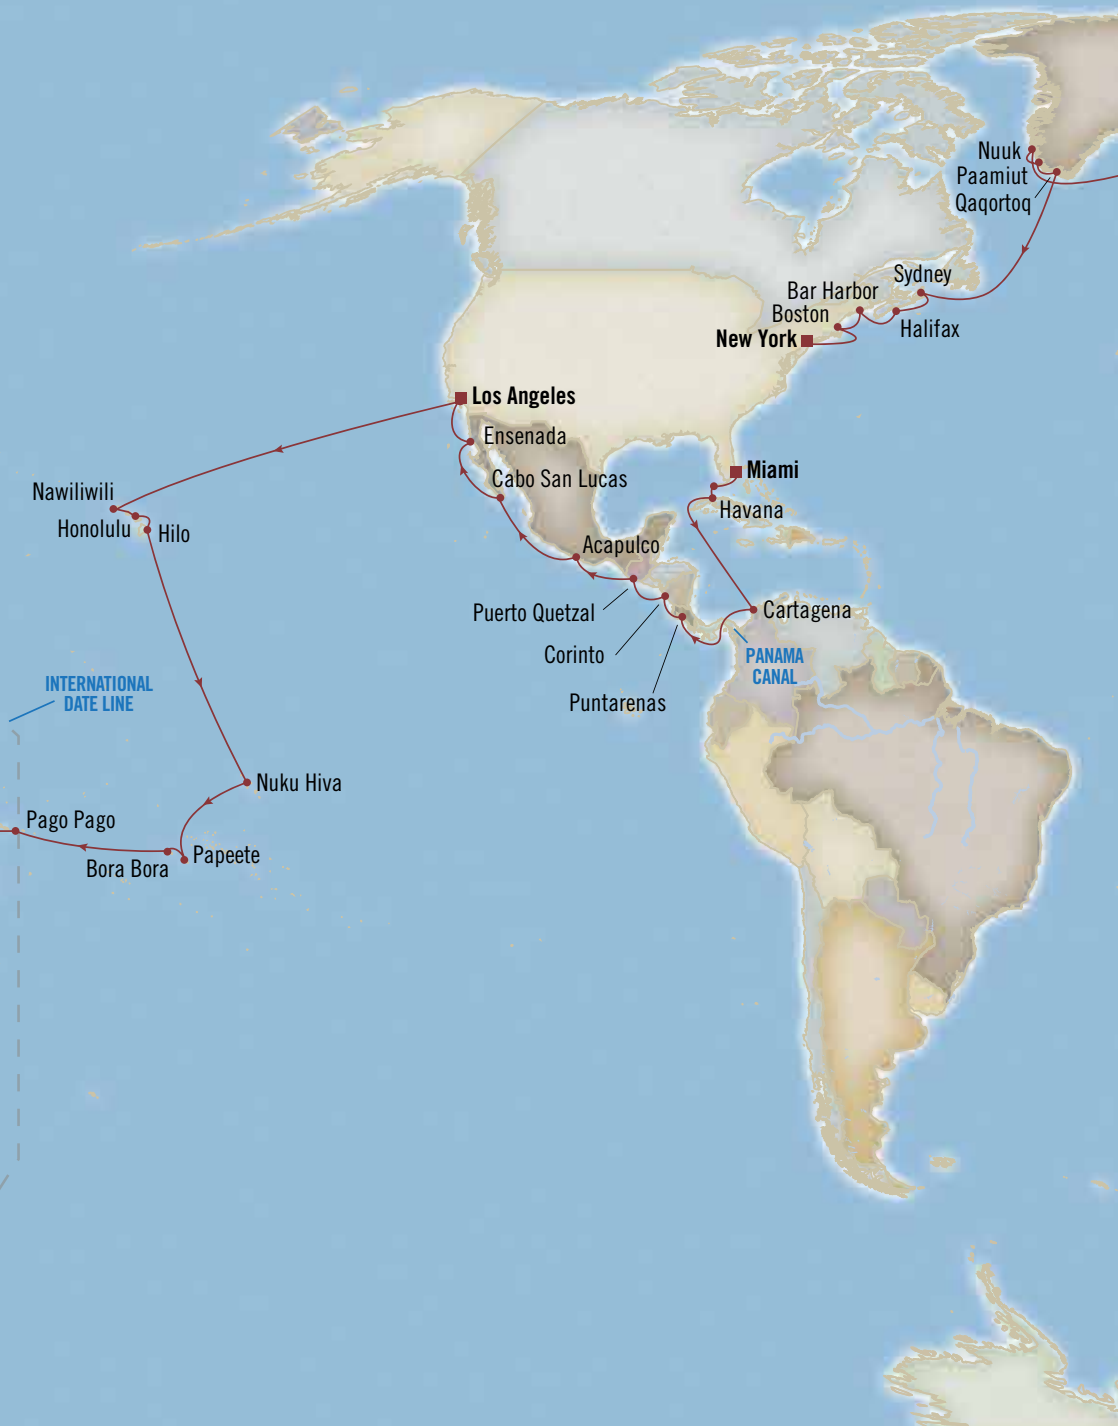 Nuuk
Paamiut
Qaqortoq
Sydney
Bar Harbor
Boston
Halifax
New York
Los Angeles
Ensenada
Miami
Cabo San Lucas
Nawiliwili
Havana
Honolulu
Hilo
Acapulco
Puerto Quetzal
Cartagena
Corinto
PANAMA
CANAL
INTERNATIONAL
DATE LINE
Puntarenas
Nuku Hiva
Pago Pago
Papeete
Bora Bora